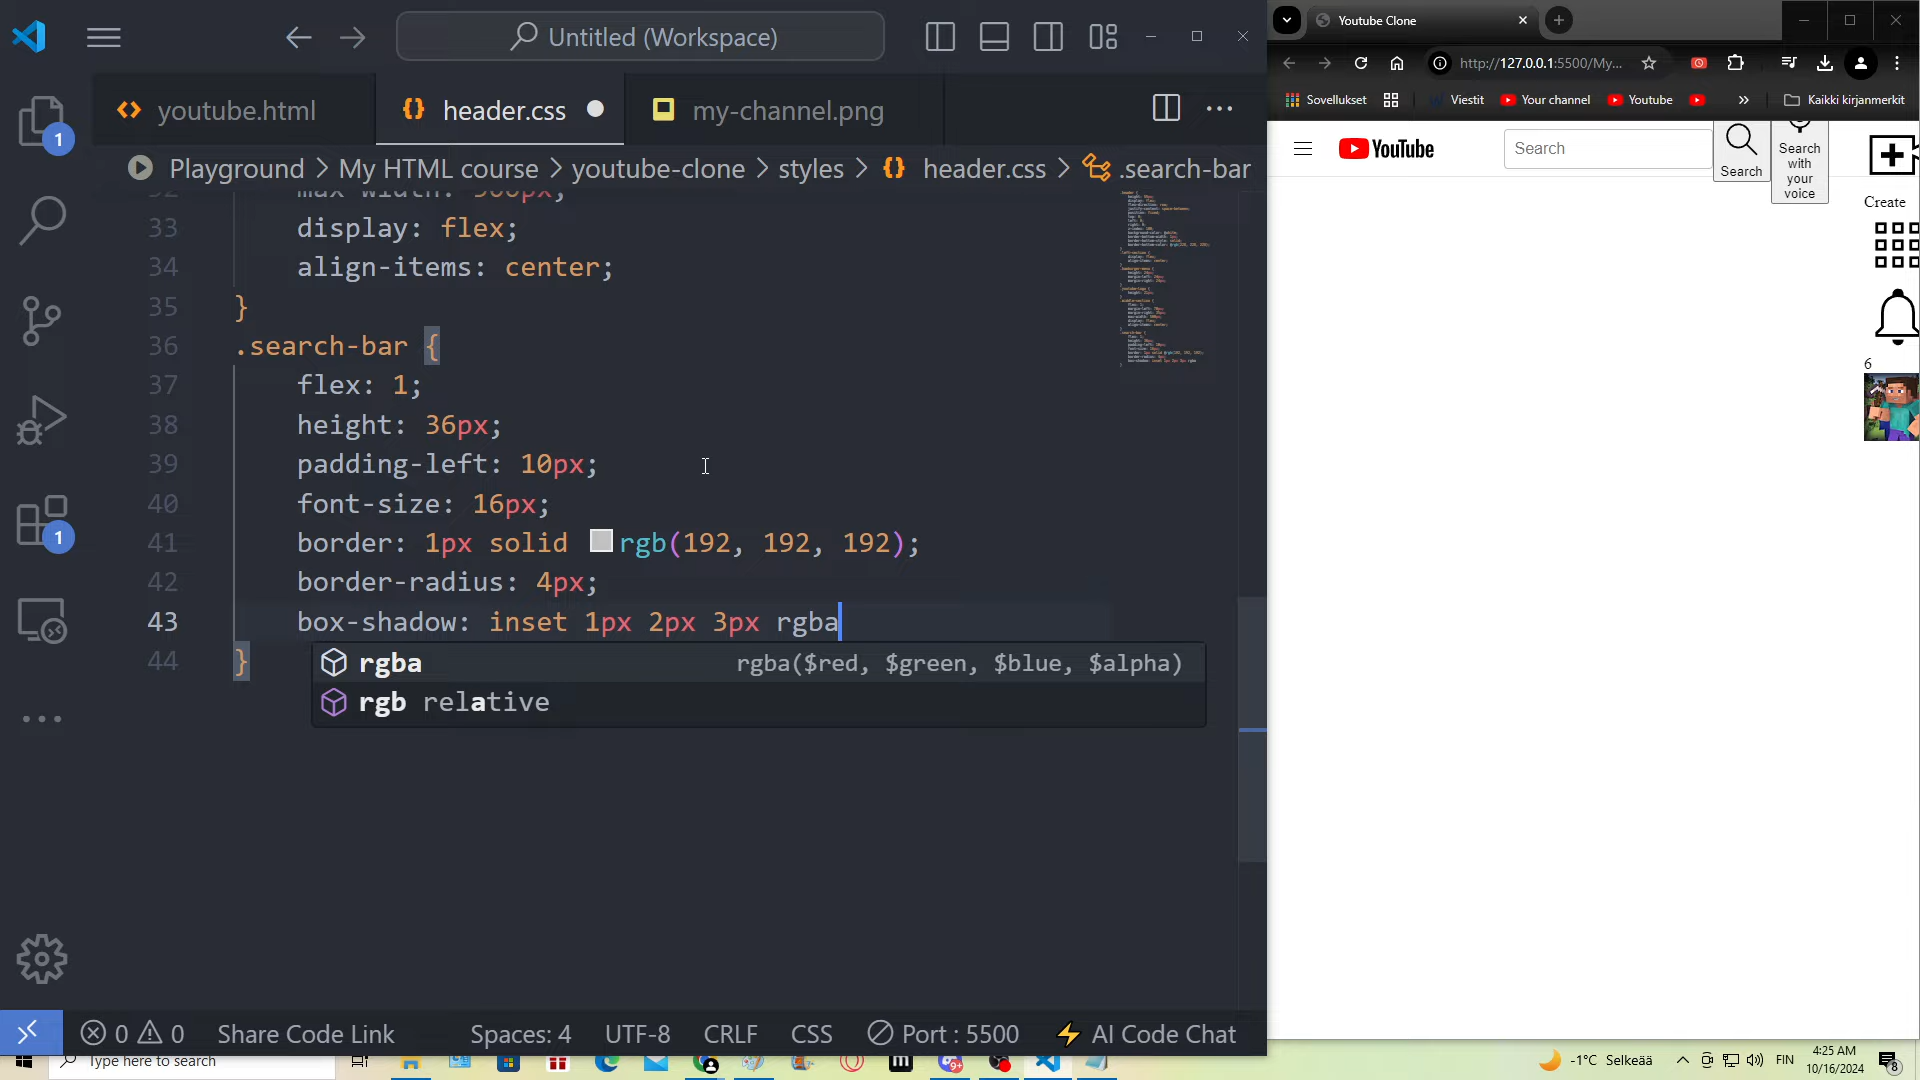 Untitled (Workspace)
youtube.html
header.css
my-channel.png
Playground > My HTML course > youtube-clone > styles > {} header.css > .search-bar
33 display: flex;
34 align-items: center;
35 }
36 .search-bar {
37 flex: 1;
38 height: 36px;
39 padding-left: 10px;
40 font-size: 16px;
41 border: 1px solid rgb(192, 192, 192);
42 border-radius: 4px;
43 box-shadow: inset 1px 2px 3px rgba
rgba rgba($red, $green, $blue, $alpha)
rgb relative
44 }
1
1
0 0 Share Code Link Spaces: 4 UTF-8 CRLF CSS Port : 5500 AI Code Chat
Youtube Clone
http://127.0.0.1:5500/My...
Sovellukset
Viestit
Your channel
Youtube
Kaikki kirjanmerkit
YouTube
Search
Search
Search
with
your
voice
Create
6
Type here to search
9+
-1°C Selkeää
FIN
4:25 AM
10/16/2024
8